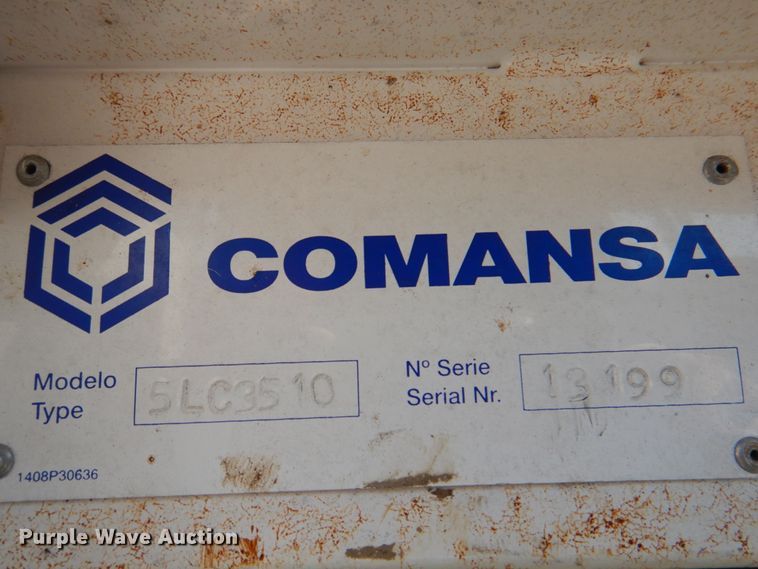 COMANSA
Modelo
Type
5LC3510
Nº Serie
Serial Nr.
13199
1408P30636
Purple Wave Auction